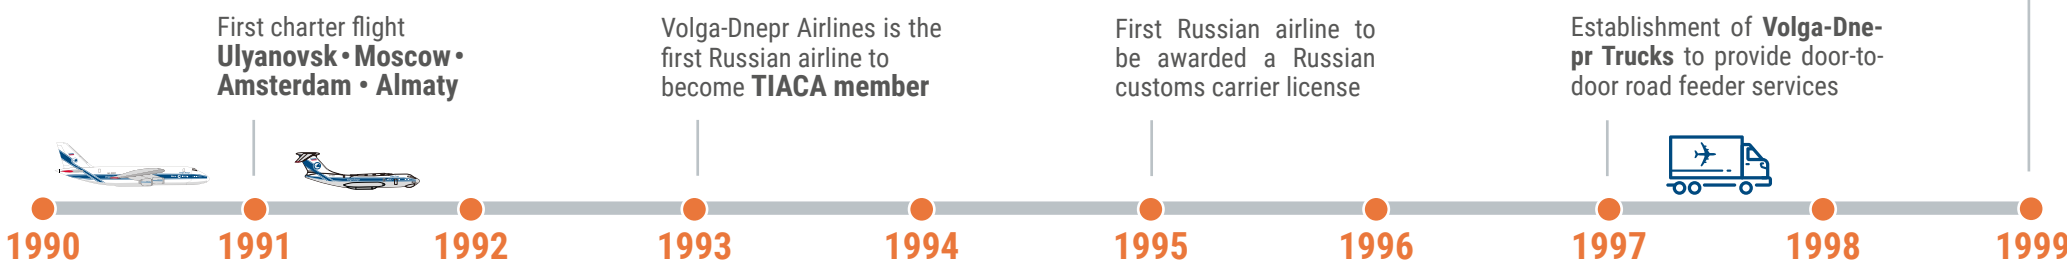 First charter flight
Ulyanovsk • Moscow •
Amsterdam • Almaty
Volga-Dnepr Airlines is the
first Russian airline to
become TIACA member
First Russian airline to
be awarded a Russian
customs carrier license
Establishment of Volga-Dne-
pr Trucks to provide door-to-
door road feeder services
1990
1991
1992
1993
1994
1995
1996
1997
1998
1999